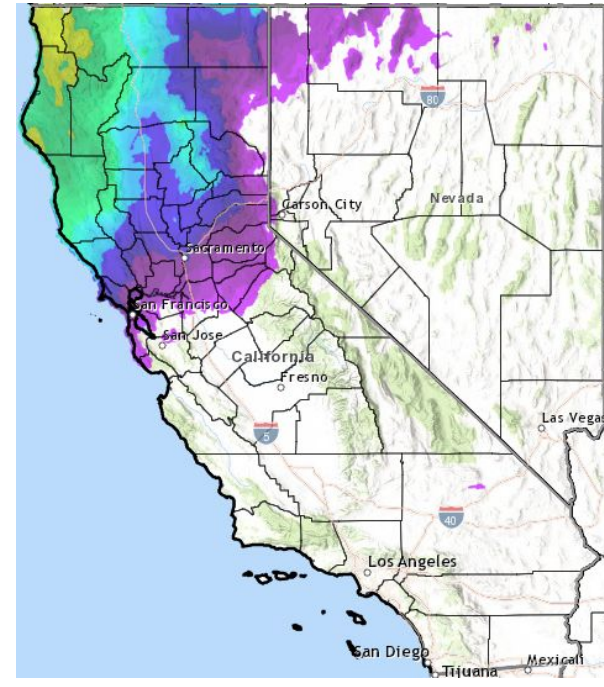 80
Carson City
Nevada
Sacramento
San Francisco
San Jose
California
Fresno
Las Vegas
5
40
Los Angeles
San Diego
Tijuana
Mexicali